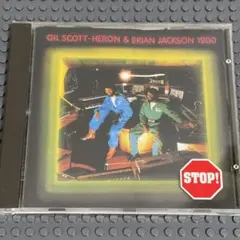 GIL SCOTT-HERON & BRIAN JACKSON 1980
STOP!